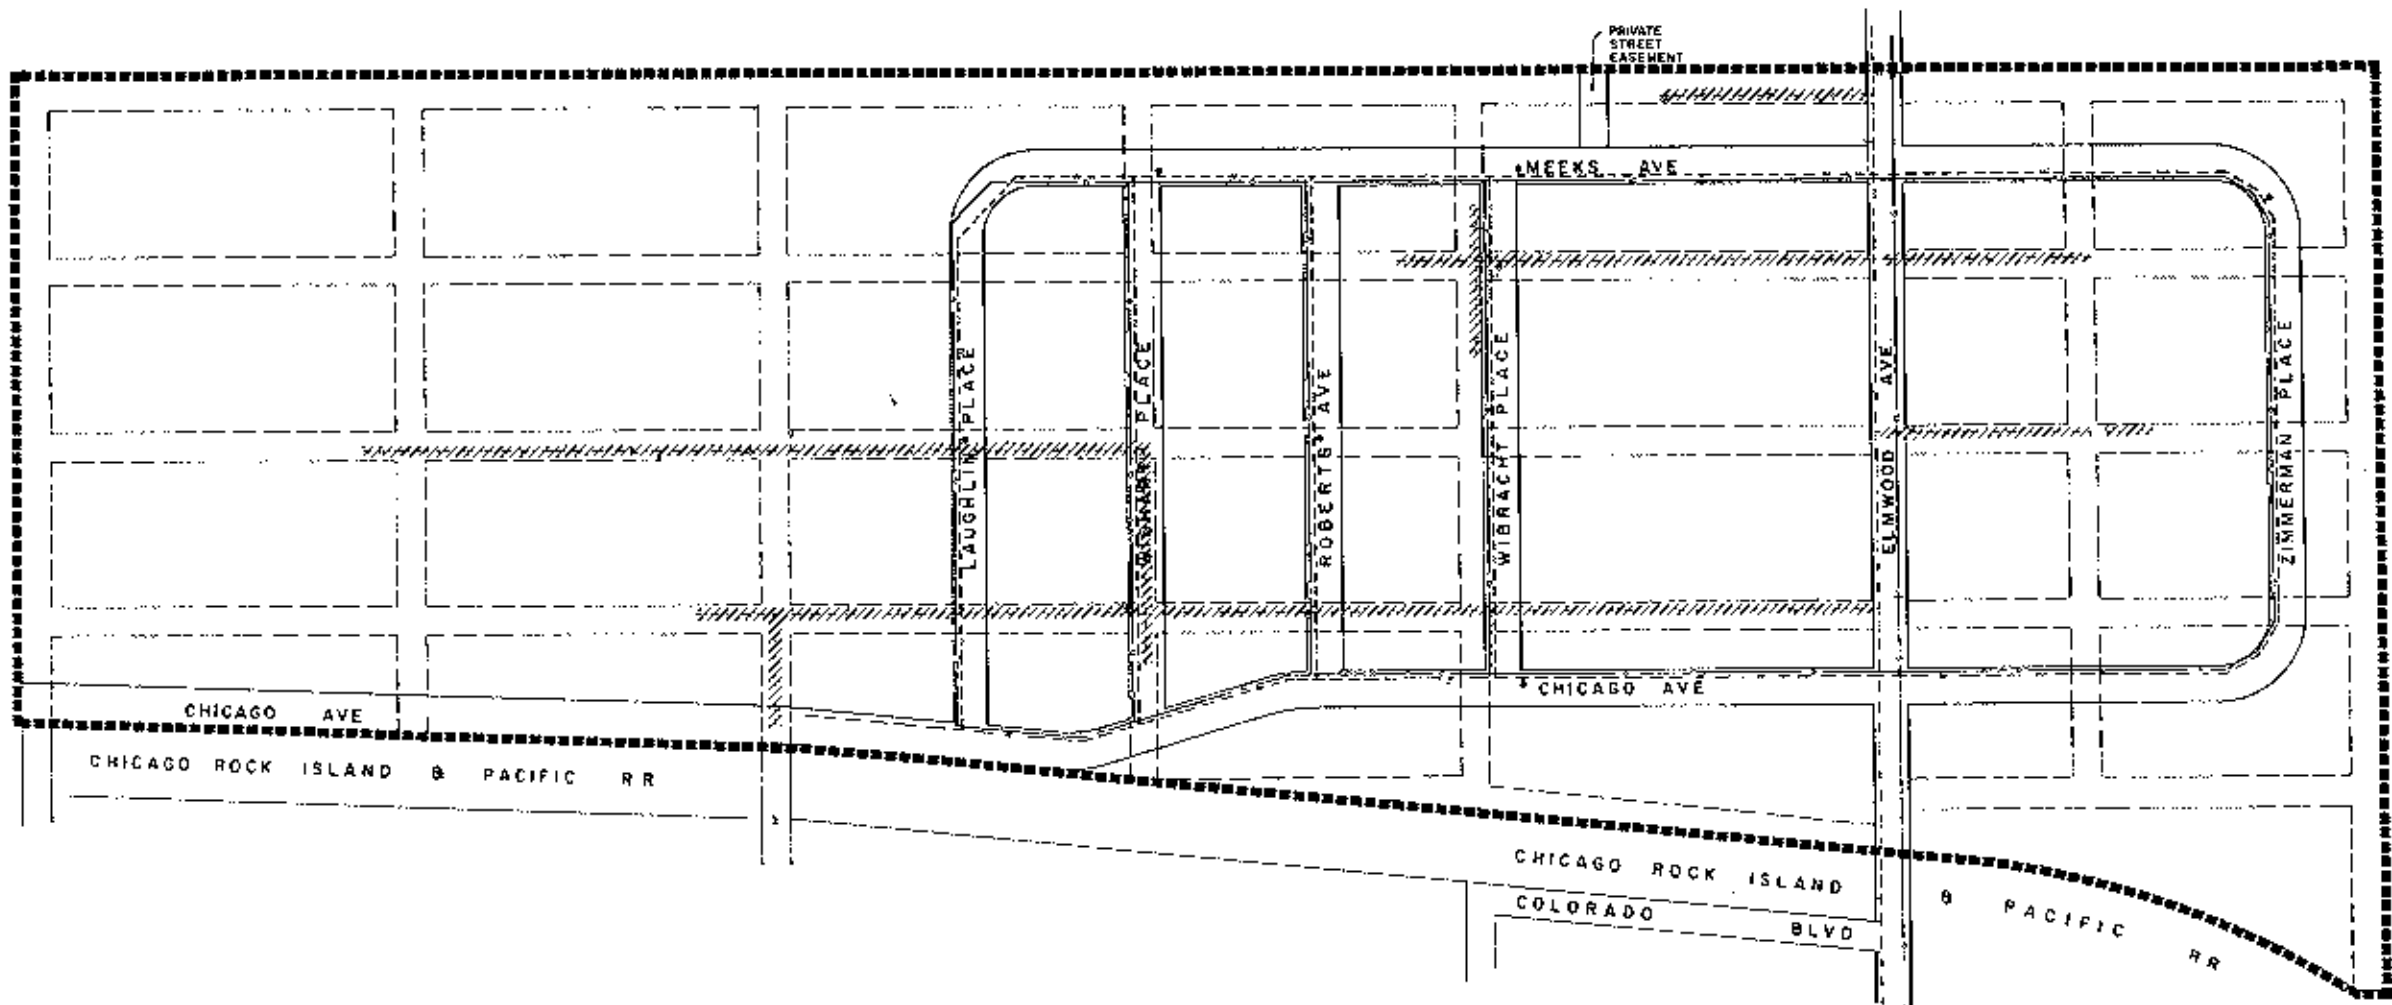 PRIVATE
STREET
EASEMENT
MEEKS AVE
LAUGHLIN PLACE
PLACE
ROBERTS AVE
WIBRACHT PLACE
ELMWOOD AVE
ZIMMERMAN PLACE
CHICAGO AVE
CHICAGO AVE
CHICAGO ROCK ISLAND & PACIFIC RR
CHICAGO ROCK ISLAND & PACIFIC RR
COLORADO BLVD